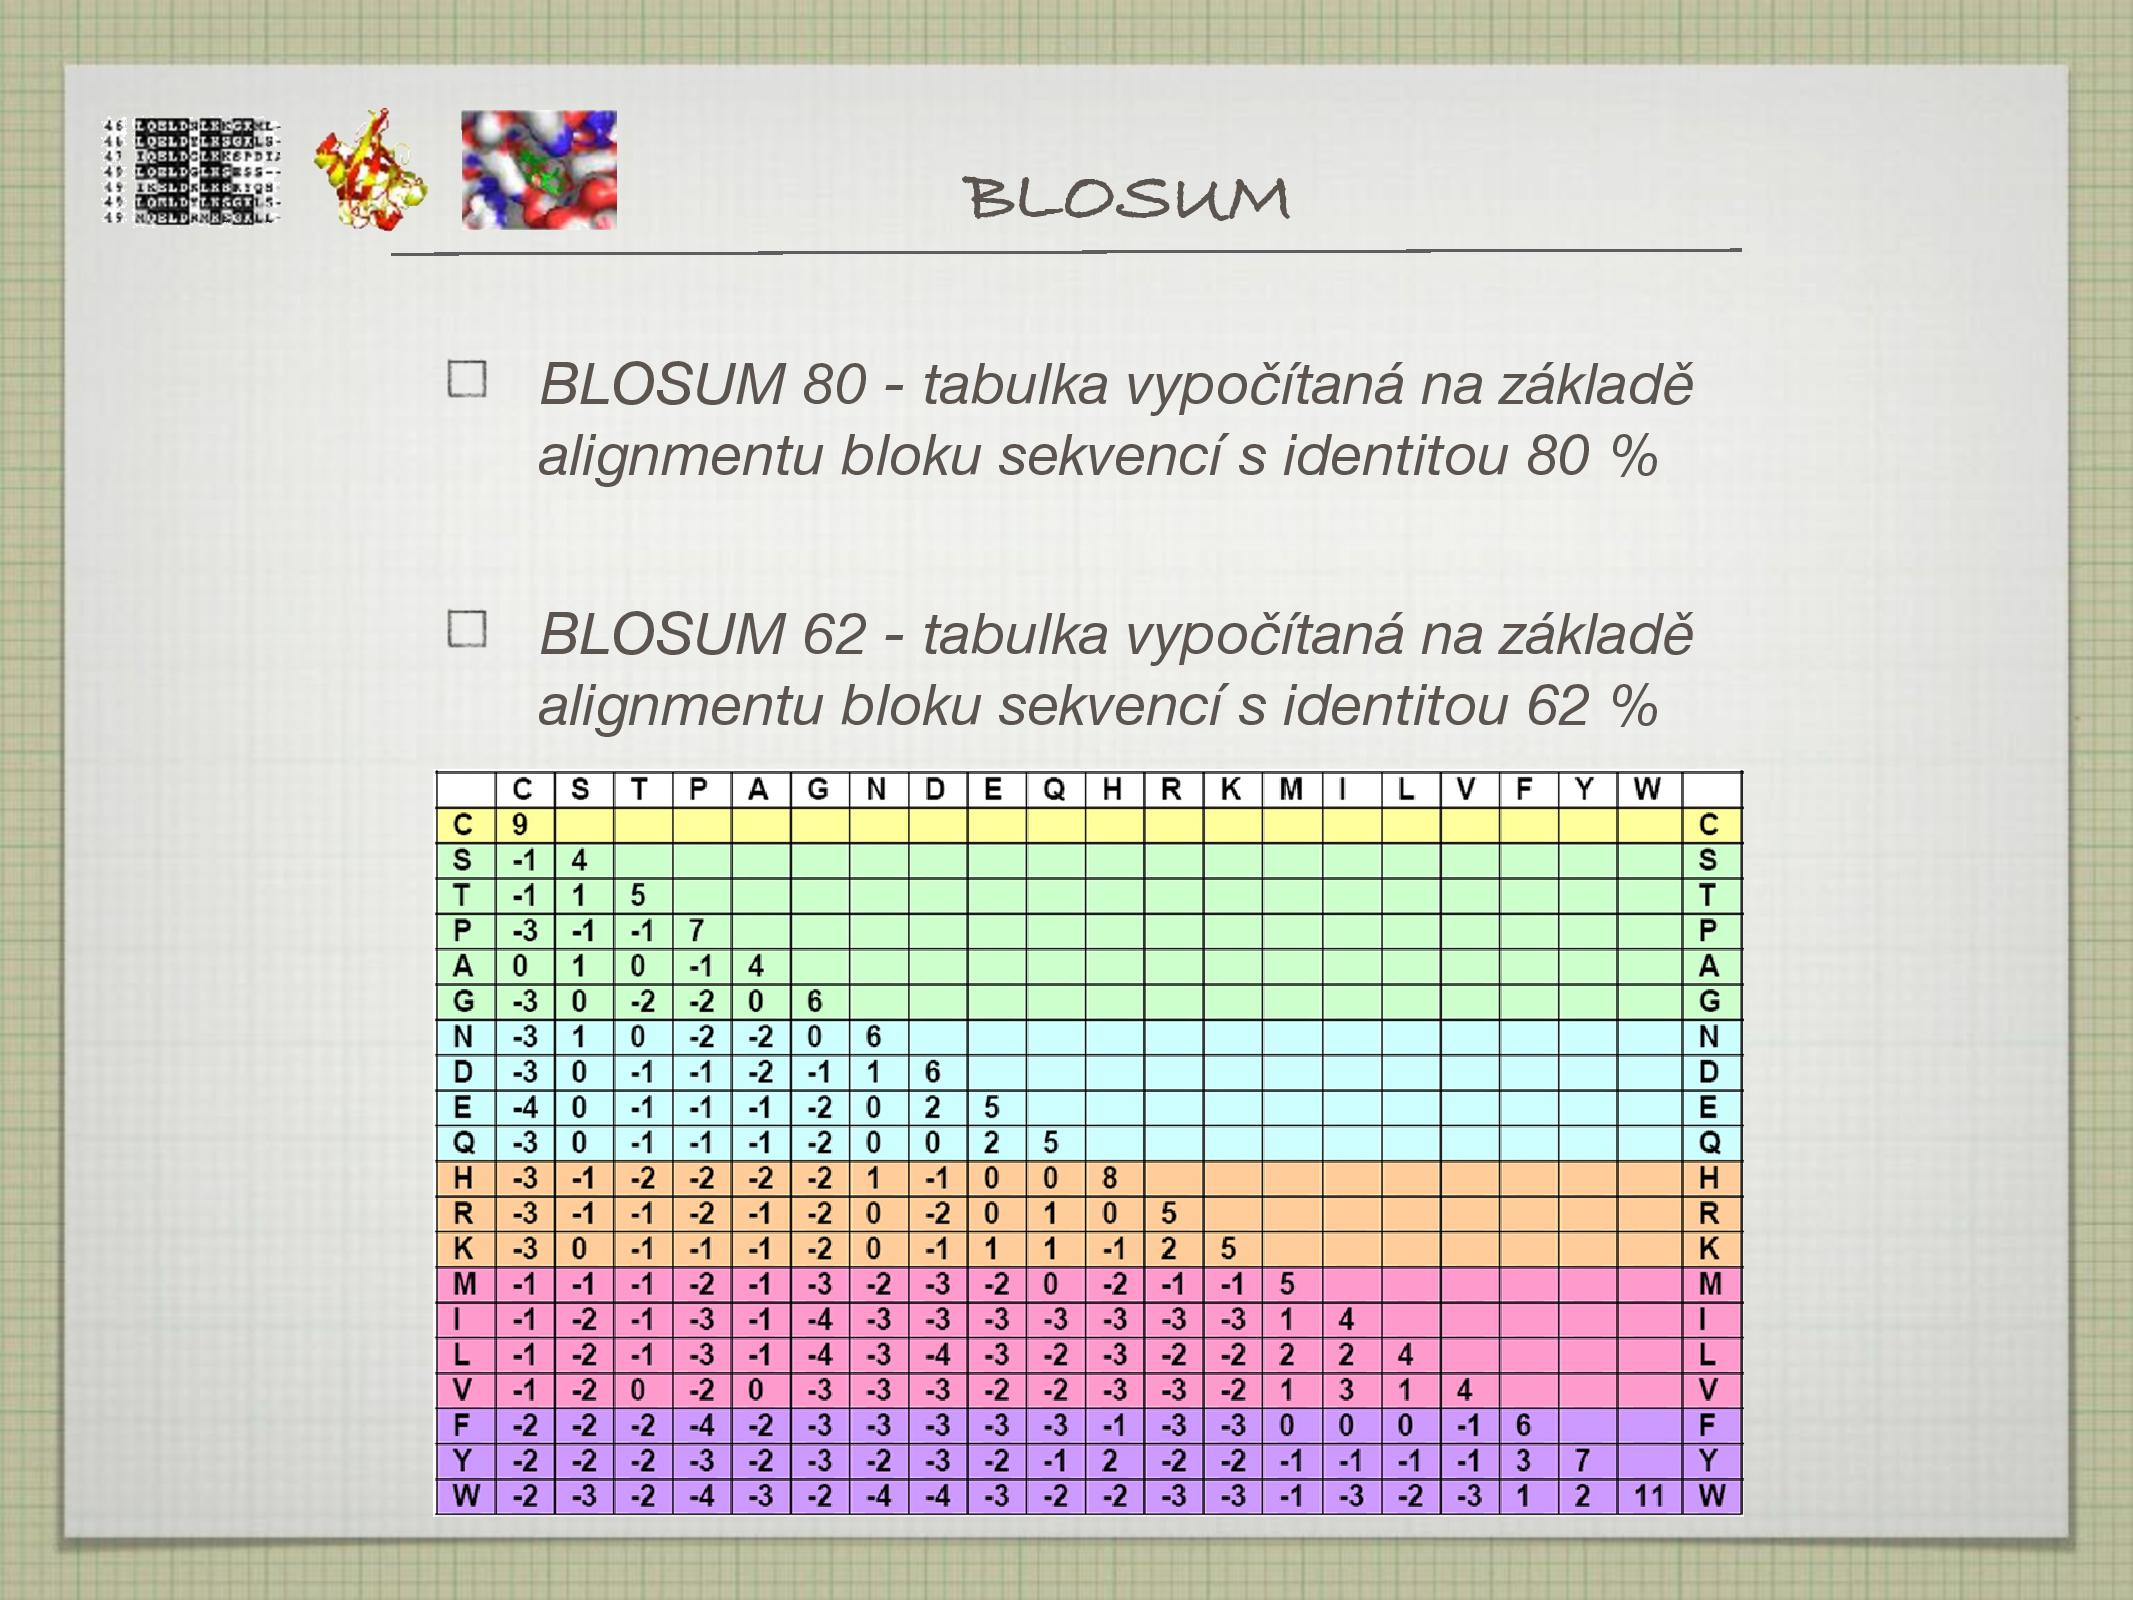 BLOSUM
BLOSUM 80 - tabulka vypočítaná na základě
alignmentu bloku sekvencí s identitou 80 %
BLOSUM 62 - tabulka vypočítaná na základě
alignmentu bloku sekvencí s identitou 62 %
C S T P A G N D E Q H R K M I L V F Y W
C 9 C
S -1 4 S
T -1 1 5 T
P -3 -1 -1 7 P
A 0 1 0 -1 4 A
G -3 0 -2 -2 0 6 G
N -3 1 0 -2 -2 0 6 N
D -3 0 -1 -1 -2 -1 1 6 D
E -4 0 -1 -1 -1 -2 0 2 5 E
Q -3 0 -1 -1 -1 -2 0 0 2 5 Q
H -3 -1 -2 -2 -2 -2 1 -1 0 0 8 H
R -3 -1 -1 -2 -1 -2 0 -2 0 1 0 5 R
K -3 0 -1 -1 -1 -2 0 -1 1 1 -1 2 5 K
M -1 -1 -1 -2 -1 -3 -2 -3 -2 0 -2 -1 -1 5 M
I -1 -2 -1 -3 -1 -4 -3 -3 -3 -3 -3 -3 -3 1 4 I
L -1 -2 -1 -3 -1 -4 -3 -4 -3 -2 -3 -2 -2 2 2 4 L
V -1 -2 0 -2 0 -3 -3 -3 -2 -2 -3 -3 -2 1 3 1 4 V
F -2 -2 -2 -4 -2 -3 -3 -3 -3 -3 -1 -3 -3 0 0 0 -1 6 F
Y -2 -2 -2 -3 -2 -3 -2 -3 -2 -1 2 -2 -2 -1 -1 -1 -1 3 7 Y
W -2 -3 -2 -4 -3 -2 -4 -4 -3 -2 -2 -3 -3 -1 -3 -2 -3 1 2 11 W